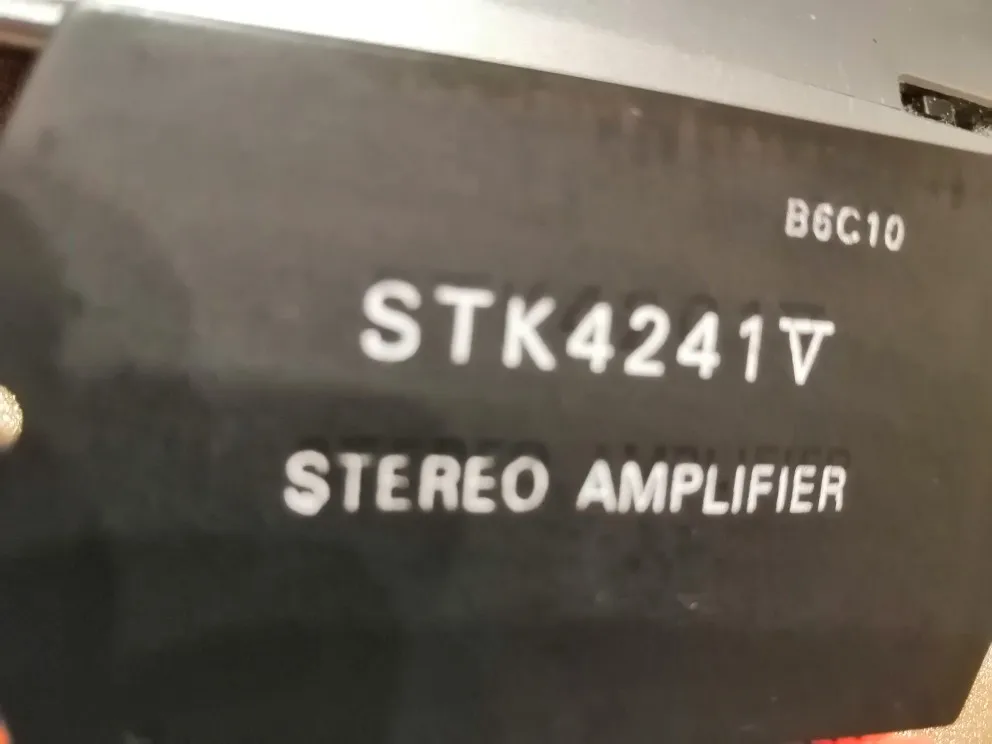 B6C10
STK4241V
STEREO AMPLIFIER